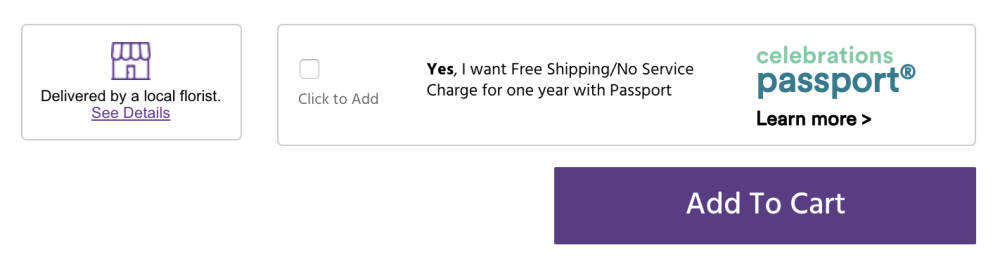 Delivered by a local florist.
See Details
Click to Add
Yes, I want Free Shipping/No Service
Charge for one year with Passport
celebrations
passport®
Learn more >
Add To Cart